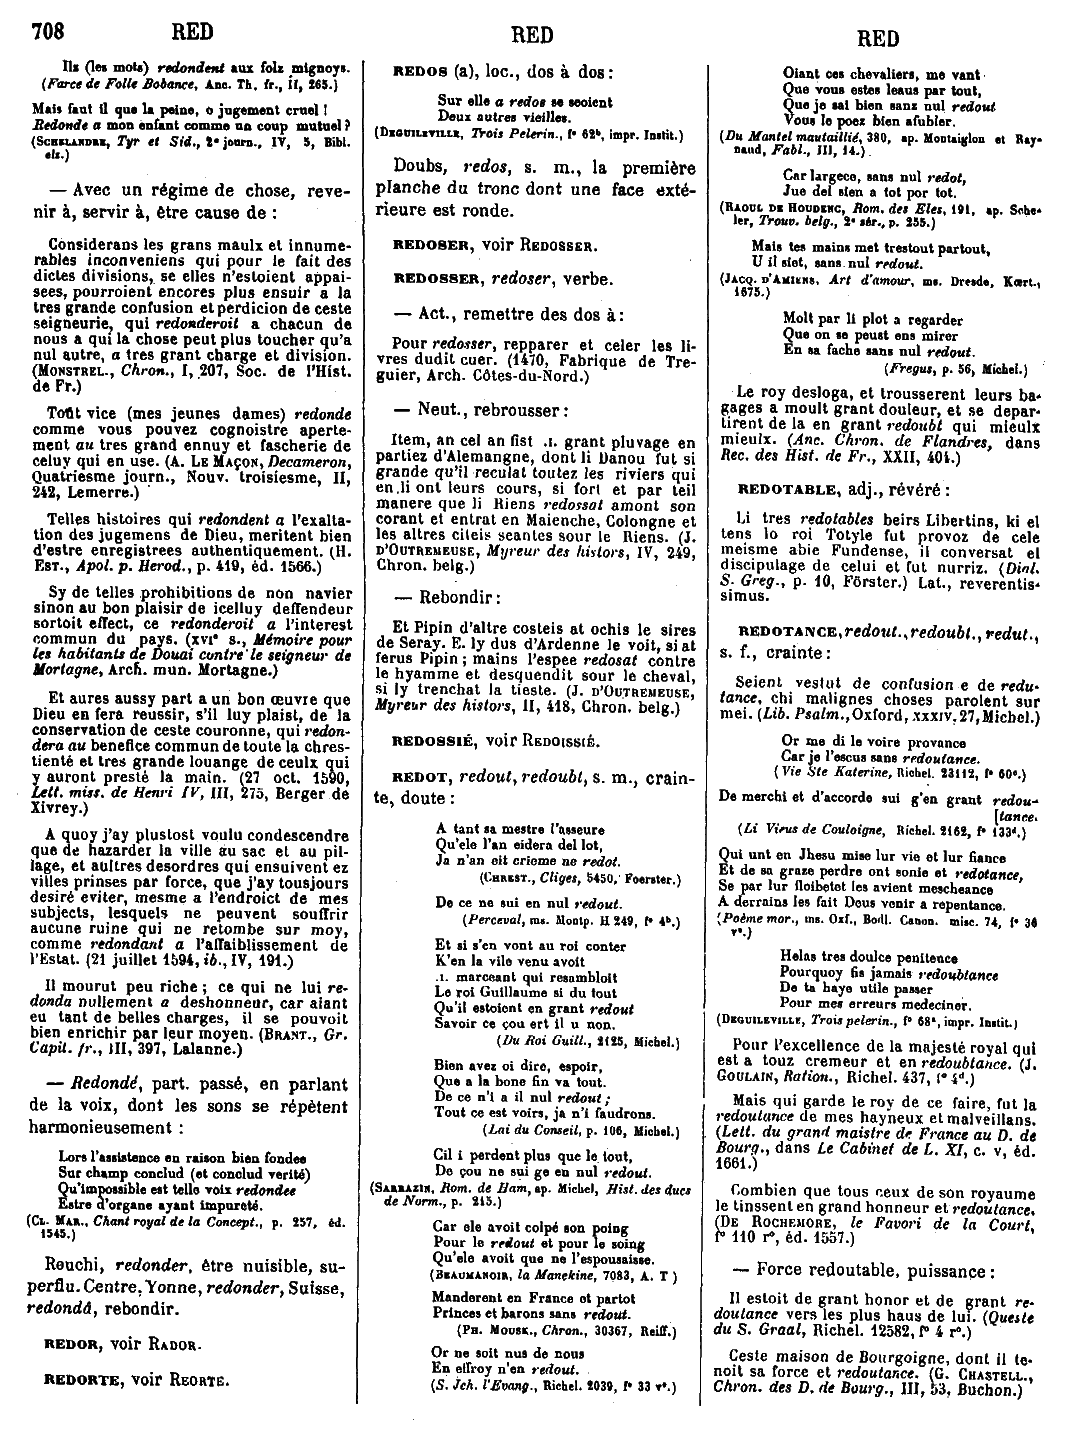 708 RED RED RED
Ilz (les mots) redondent aux folz mignoys.
(Farce de Folle Bobance, Anc. Th. fr., II, 265.)
Mais faut il que la peine, o jugement cruel !
Redonde a mon enfant comme un coup mutuel ?
(SCHELANDRE, Tyr et Sid., 2e journ., IV, 5, Bibl.
els.)
— Avec un régime de chose, reve-
nir à, servir à, être cause de :
Considerans les grans maulx et innume-
rables inconveniens qui pour le fait des
dictes divisions, se elles n'estoient appai-
sees, pourroient encores plus ensuir a la
tres grande confusion et perdicion de ceste
seigneurie, qui redonderoit a chacun de
nous a qui la chose peut plus toucher qu'a
nul autre, a tres grant charge et division.
(MONSTREL., Chron., I, 207, Soc. de l'Hist.
de Fr.)
Tout vice (mes jeunes dames) redonde
comme vous pouvez cognoistre aperte-
ment au tres grand ennuy et fascherie de
celuy qui en use. (A. LE MAÇON, Decameron,
Quatriesme journ., Nouv. troisiesme, II,
242, Lemerre.)
Telles histoires qui redondent a l'exalta-
tion des jugemens de Dieu, meritent bien
d'estre enregistrees authentiquement. (H.
EST., Apol. p. Herod., p. 419, éd. 1566.)
Sy de telles prohibitions de non navier
sinon au bon plaisir de icelluy deffendeur
sortoit effect, ce redonderoit a l'interest
commun du pays. (XVIe s., Mémoire pour
les habitants de Douai contre le seigneur de
Mortagne, Arch. mun. Mortagne.)
Et aures aussy part a un bon œuvre que
Dieu en fera reussir, s'il luy plaist, de la
conservation de ceste couronne, qui redon-
dera au benefice commun de toute la chres-
tienté et tres grande louange de ceulx qui
y auront presté la main. (27 oct. 1590,
Lett. miss. de Henri IV, III, 275, Berger de
Xivrey.)
A quoy j'ay plustost voulu condescendre
que de hazarder la ville au sac et au pil-
lage, et aultres desordres qui ensuivent ez
villes prinses par force, que j'ay tousjours
desiré eviter, mesme a l'endroict de mes
subjects, lesquels ne peuvent souffrir
aucune ruine qui ne retombe sur moy,
comme redondant a l'affaiblissement de
l'Estat. (21 juillet 1594, ib., IV, 191.)
Il mourut peu riche ; ce qui ne lui re-
donda nullement a deshonneur, car aiant
eu tant de belles charges, il se pouvoit
bien enrichir par leur moyen. (BRANT., Gr.
Capit. fr., III, 397, Lalanne.)
— Redondé, part. passé, en parlant
de la voix, dont les sons se répètent
harmonieusement :
Lors l'assistence en raison bien fondee
Sur champ conclud (et conclud verité)
Qu'impossible est telle voix redondee
Estre d'organe ayant impureté.
(CL. MAR., Chant royal de la Concept., p. 257, éd.
1545.)
Rouchi, redonder, être nuisible, su-
perflu. Centre, Yonne, redonder, Suisse,
redondâ, rebondir.
REDOR, voir RADOR.
REDORTE, voir REORTE.
REDOS (a), loc., dos à dos :
Sur elle a redos se seoient
Deux autres vieilles.
(DEGUILEVILLE, Trois Pelerin., f° 62b, impr. Instit.)
Doubs, redos, s. m., la première
planche du tronc dont une face exté-
rieure est ronde.
REDOSER, voir REDOSSER.
REDOSSER, redoser, verbe.
— Act., remettre des dos à :
Pour redosser, repparer et celer les li-
vres dudit cuer. (1470, Fabrique de Tre-
guier, Arch. Côtes-du-Nord.)
— Neut., rebrousser :
Item, an cel an fist .I. grant pluvage en
partiez d'Alemangne, dont li Danou fut si
grande qu'il reculat toutez les riviers qui
en li ont leurs cours, si fort et par teil
manere que li Riens redossat amont son
corant et entrat en Maienche, Colongne et
les altres citeis seantes sour le Riens. (J.
D'OUTREMEUSE, Myreur des histors, IV, 249,
Chron. belg.)
— Rebondir :
Et Pipin d'altre costeis at ochis le sires
de Seray. E. ly dus d'Ardenne le voit, si at
ferus Pipin ; mains l'espee redosat contre
le hyamme et desquendit sour le cheval,
si ly trenchat la tieste. (J. D'OUTREMEUSE,
Myreur des histors, II, 418, Chron. belg.)
REDOSSIÉ, voir REDOISSIÉ.
REDOT, redout, redoubt, s. m., crain-
te, doute :
A tant sa mestre l'asseure
Qu'ele l'an eidera del lot,
Ja n'an eit crieme ne redot.
(CHREST., Cliges, 5450, Foerster.)
De ce ne sui en nul redout.
(Perceval, ms. Montp. H 249, f° 4b.)
Et si s'en vont au roi conter
K'en la vile venu avoit
.I. marceant qui resambloit
Le roi Guillaume si du tout
Qu'il estoient en grant redout
Savoir ce çou ert il u non.
(Du Roi Guill., 2125, Michel.)
Bien avez oi dire, espoir,
Que a la bone fin va tout.
De ce n'i a il nul redout ;
Tout ce est voirs, ja n'i faudrons.
(Lai du Conseil, p. 106, Michel.)
Cil i perdent plus que le tout,
De çou ne sui ge en nul redout.
(SARRAZIN, Rom. de Ham, ap. Michel, Hist. des ducs
de Norm., p. 215.)
Car ele avoit colpé son poing
Pour le redout et pour le soing
Qu'ele avoit que ne l'espousaisse.
(BEAUMANOIR, la Manekine, 7083, A. T )
Manderent en France et partot
Princes et barons sans redout.
(PH. MOUSK., Chron., 30367, Reiff.)
Or ne soit nus de nous
En effroy n'en redout.
(S. Jeh. l'Evang., Richel. 2039, f° 33 v°.)
Oiant ces chevaliers, me vant
Que vous estes leaus par tout,
Que je sai bien sanz nul redout
Vous le poez bien afubler.
(Du Mantel mautaillié, 380, ap. Montaiglon et Ray-
naud, Fabl., III, 14.)
Car largece, sans nul redot,
Jue del sien a tot por tot.
(RAOUL DE HOUDENC, Rom. des Eles, 191, ap. Sche-
ler, Trouv. belg., 2e sér., p. 255.)
Mais tes mains met trestout partout,
U il siet, sans nul redout.
(JACQ. D'AMIENS, Art d'amour, ms. Dresde, Kœrt.,
1675.)
Molt par li plot a regarder
Que on se peust ens mirer
En sa fache sans nul redout.
(Fregus, p. 56, Michel.)
Le roy desloga, et trousserent leurs ba-
gages a moult grant douleur, et se depar-
tirent de la en grant redoubt qui mieulx
mieulx. (Anc. Chron. de Flandres, dans
Rec. des Hist. de Fr., XXII, 401.)
REDOTABLE, adj., révéré :
Li tres redotables beirs Libertins, ki el
tens lo roi Totyle fut provoz de cele
meisme abie Fundense, il conversat el
discipulage de celui et fut nurriz. (Dial.
S. Greg., p. 10, Förster.) Lat., reverentis-
simus.
REDOTANCE, redout., redoubt., redut.,
s. f., crainte :
Seient vestut de confusion e de redu-
tance, chi malignes choses parolent sur
mei. (Lib. Psalm., Oxford, XXXIV, 27, Michel.)
Or me di le voire provance
Car je l'escus sans redoutance.
(Vie Ste Katerine, Richel. 23112, f° 60c.)
De merchi et d'accorde sui g'en grant redou-
[tance.
(Li Virus de Couloigne, Richel. 2162, f° 133d.)
Qui unt en Jhesu mise lur vie et lur fiance
Et de sa graze perdre ont sonie et redotance,
Se par lur floibetot les avient mescheance
A derrains les fait Deus venir a repentance.
(Poème mor., ms. Oxf., Bodl. Canon. misc. 74, f° 36
v°.)
Helas tres doulce penitence
Pourquoy fis jamais redoubtance
De ta haye utile passer
Pour mes erreurs medeciner.
(DEGUILEVILLE, Trois pelerin., f° 68a, impr. Instit.)
Pour l'excellence de la majesté royal qui
est a touz cremeur et en redoubtance. (J.
GOULAIN, Ration., Richel. 437, f° 4d.)
Mais qui garde le roy de ce faire, fut la
redoutance de mes hayneux et malveillans.
(Lett. du grand maistre de France au D. de
Bourg., dans Le Cabinet de L. XI, c. v, éd.
1661.)
Combien que tous ceux de son royaume
le tinssent en grand honneur et redoutance.
(DE ROCHEMORE, le Favori de la Court,
f° 110 r°, éd. 1557.)
— Force redoutable, puissance :
Il estoit de grant honor et de grant re-
doutance vers les plus haus de lui. (Queste
du S. Graal, Richel. 12582, f° 4 r°.)
Ceste maison de Bourgoigne, dont il te-
noit sa force et redoutance. (G. CHASTELL.,
Chron. des D. de Bourg., III, 53, Buchon.)